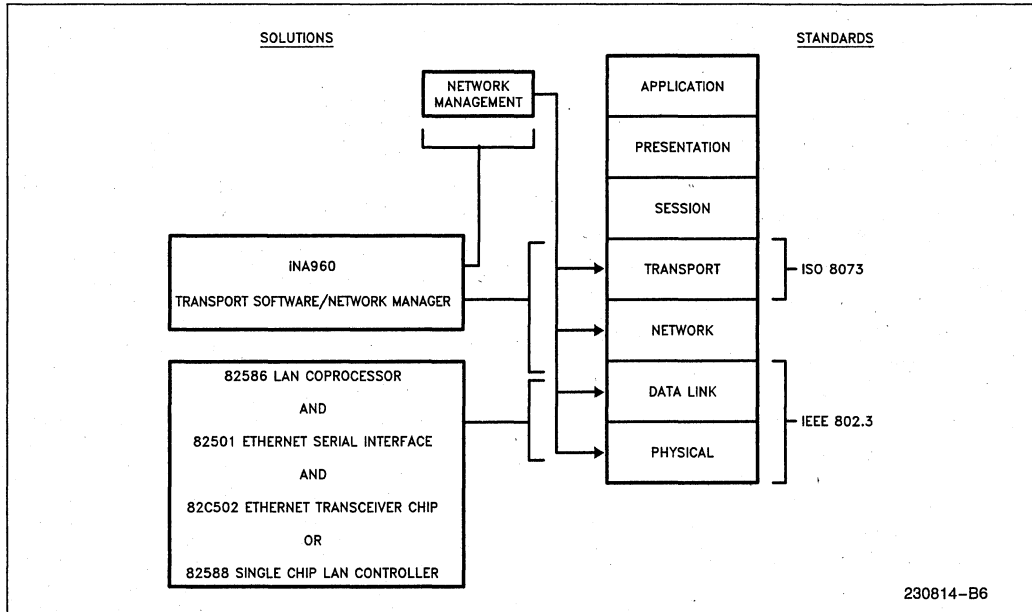 SOLUTIONS
STANDARDS
NETWORK
MANAGEMENT
APPLICATION
PRESENTATION
SESSION
iNA960
TRANSPORT SOFTWARE/NETWORK MANAGER
TRANSPORT
ISO 8073
NETWORK
82586 LAN COPROCESSOR
AND
82501 ETHERNET SERIAL INTERFACE
AND
82C502 ETHERNET TRANSCEIVER CHIP
OR
82588 SINGLE CHIP LAN CONTROLLER
DATA LINK
IEEE 802.3
PHYSICAL
230814–B6